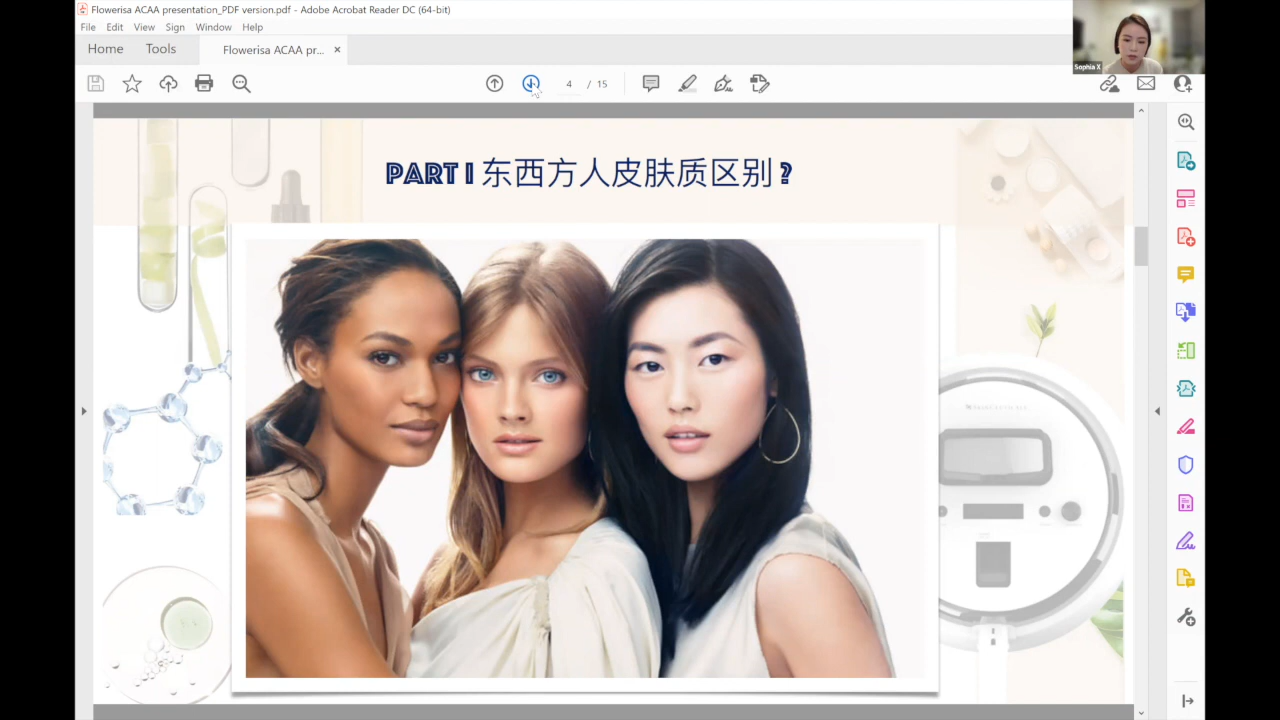 Flowerisa ACAA presentation_PDF version.pdf - Adobe Acrobat Reader DC (64-bit)
File Edit View Sign Window Help
Home Tools Flowerisa ACAA pr... ×
4 / 15
Sophia X
PART I 东西方人皮肤质区别？